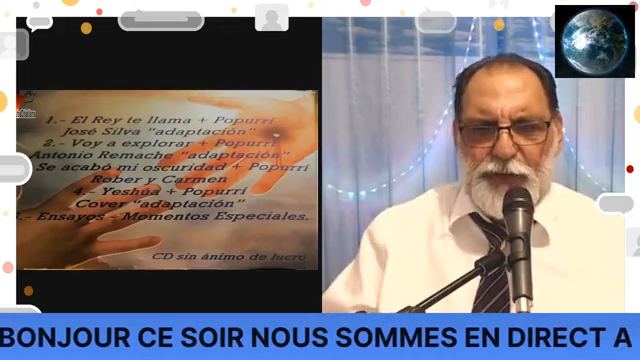 1.- El Rey te llama + Popurri
José Silva "adaptación"
2.- Voy a explorar + Popurri
Antonio Remache "adaptación"
Se acabó mi oscuridad + Popurri
Rober y Carmen
4.- Yeshúa + Popurri
Cover "adaptación"
.- Ensayos - Momentos Especiales.
CD sin ánimo de lucro
BONJOUR CE SOIR NOUS SOMMES EN DIRECT A